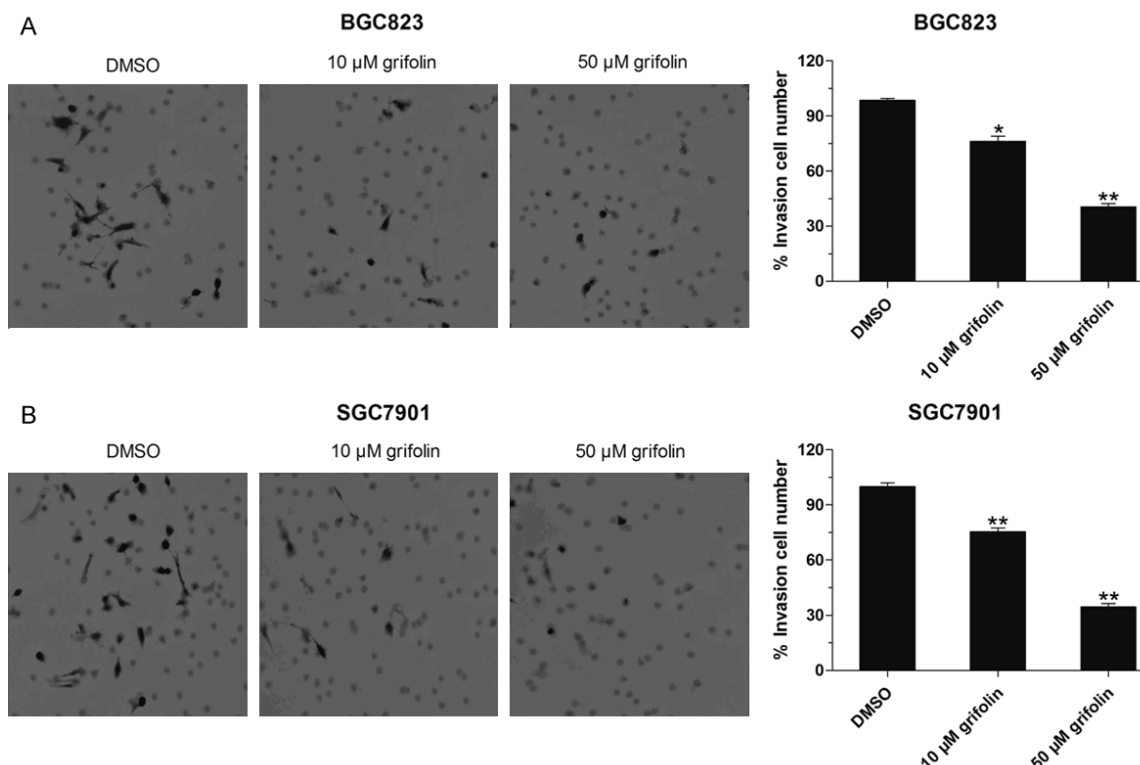 A
BGC823
DMSO
10 µM grifolin
50 µM grifolin
BGC823
% Invasion cell number
120
90
60
30
0
*
**
DMSO
10 µM grifolin
50 µM grifolin
B
SGC7901
DMSO
10 µM grifolin
50 µM grifolin
SGC7901
% Invasion cell number
120
90
60
30
0
**
**
DMSO
10 µM grifolin
50 µM grifolin